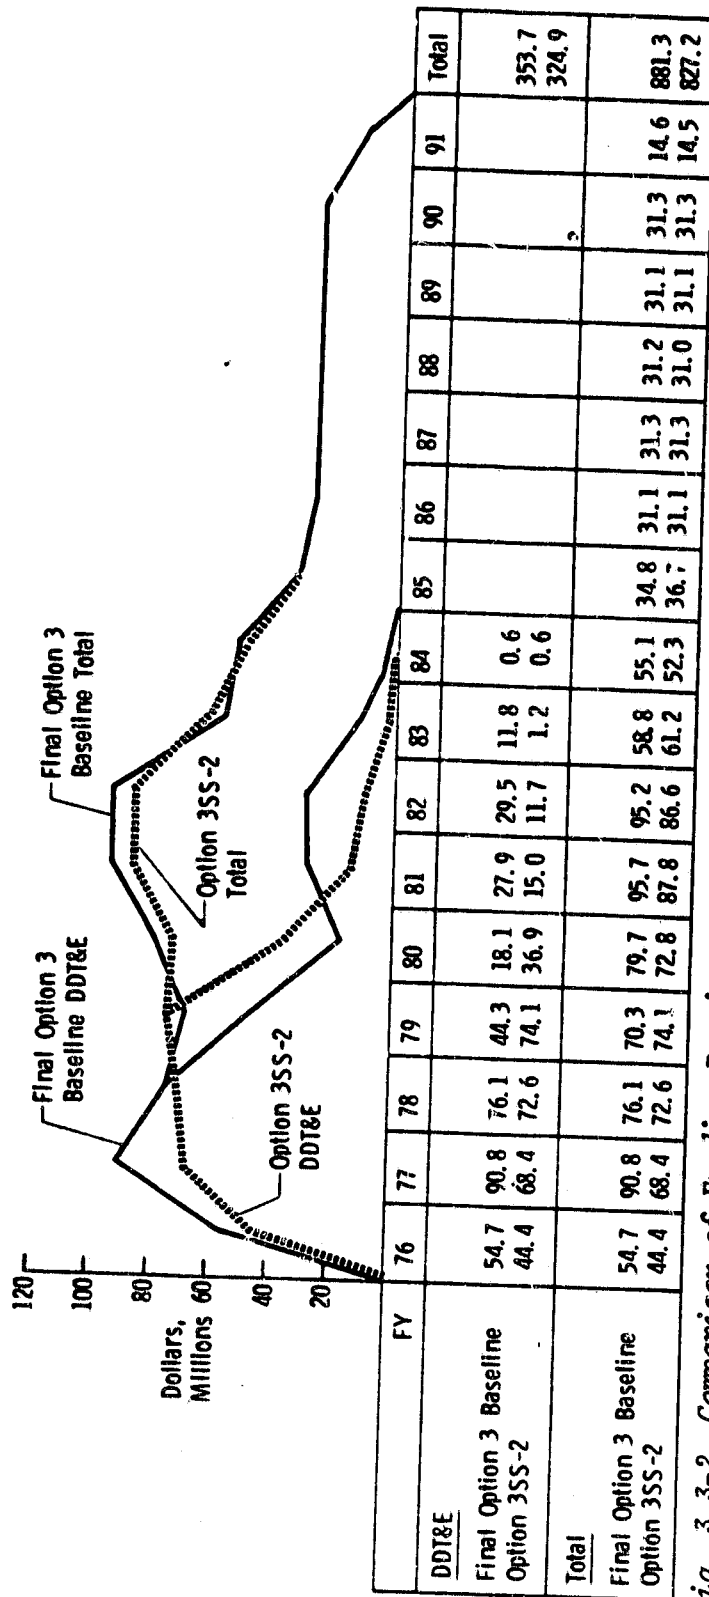 Final Option 3
Baseline DDT&E
Final Option 3
Baseline Total
Option 3SS-2
Total
Option 3SS-2
DDT&E
120
100
80
60
40
20
Dollars,
Millions
FY 76 77 78 79 80 81 82 83 84 85 86 87 88 89 90 91 Total
DDT&E
Final Option 3 Baseline 54.7 90.8 76.1 44.3 18.1 27.9 29.5 11.8 0.6 353.7
Option 3SS-2 44.4 68.4 72.6 74.1 36.9 15.0 11.7 1.2 0.6 324.9
Total
Final Option 3 Baseline 54.7 90.8 76.1 70.3 79.7 95.7 95.2 58.8 55.1 34.8 31.1 31.3 31.2 31.1 31.3 14.6 881.3
Option 3SS-2 44.4 68.4 72.6 74.1 72.8 87.8 86.6 61.2 52.3 36.7 31.1 31.3 31.0 31.1 31.3 14.5 827.2
3.3-2 Comparison of